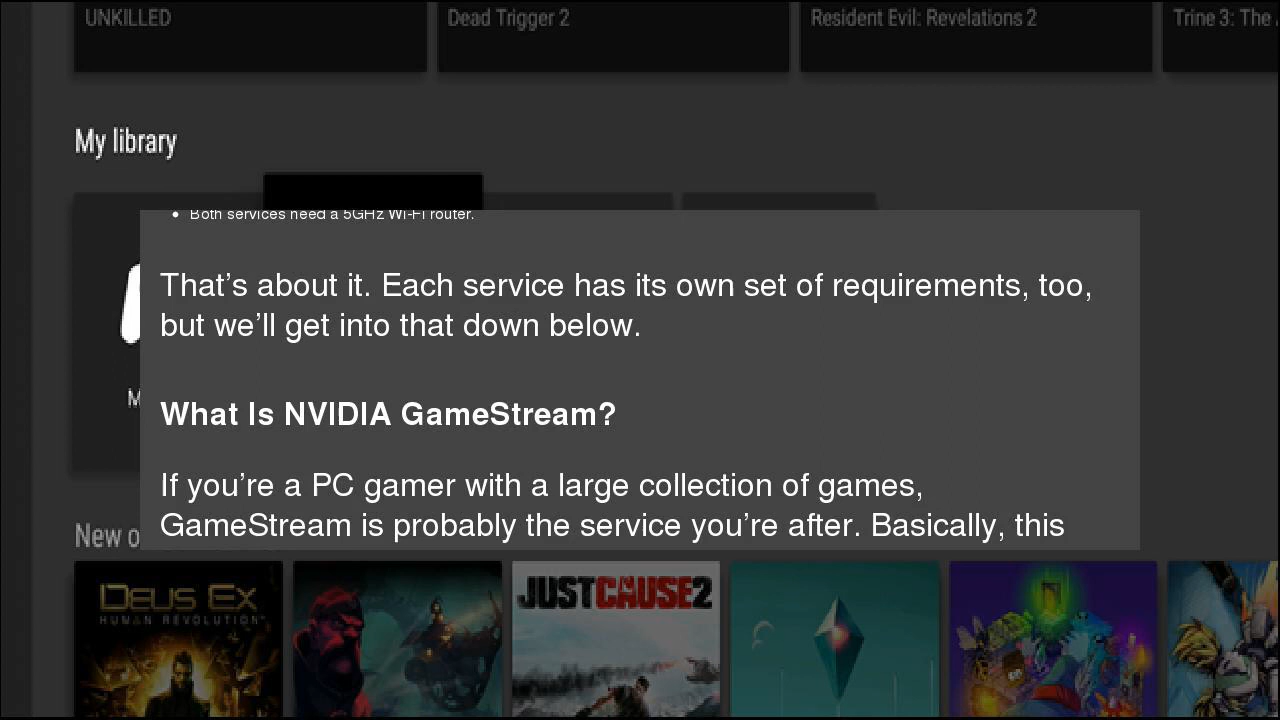 UNKILLED
Dead Trigger 2
Resident Evil: Revelations 2
Trine 3: The
My library
• Both services need a 5GHz Wi-Fi router.
That’s about it. Each service has its own set of requirements, too,
but we’ll get into that down below.
M
What Is NVIDIA GameStream?
If you’re a PC gamer with a large collection of games,
GameStream is probably the service you’re after. Basically, this
New o
DEUS EX
HUMAN REVOLUTION
JUST CAUSE 2